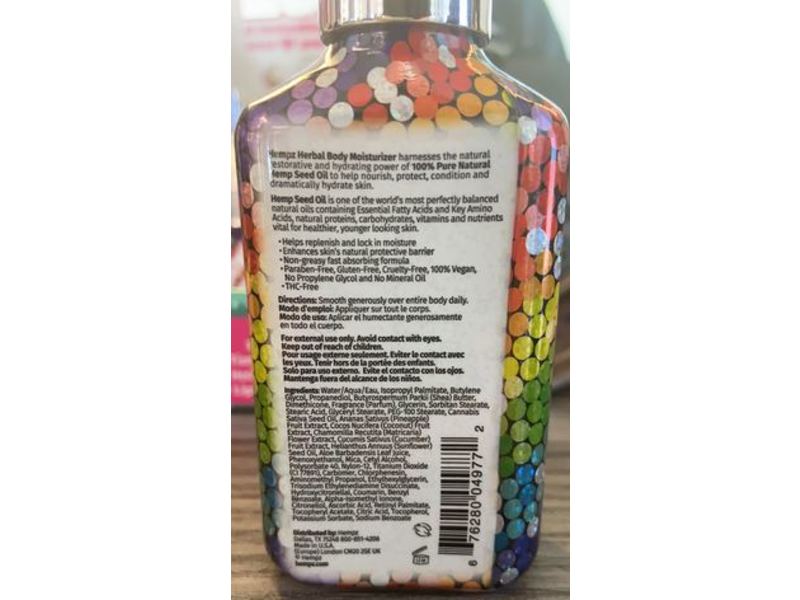 Hempz Herbal Body Moisturizer harnesses the natural
restorative and hydrating power of 100% Pure Natural
Hemp Seed Oil to help nourish, protect, condition and
dramatically hydrate skin.
Hemp Seed Oil is one of the world's most perfectly balanced
natural oils containing Essential Fatty Acids and Key Amino
Acids, natural proteins, carbohydrates, vitamins and nutrients
vital for healthier, younger looking skin.
• Helps replenish and lock in moisture
• Enhances skin's natural protective barrier
• Non-greasy fast absorbing formula
• Paraben-Free, Gluten-Free, Cruelty-Free, 100% Vegan,
No Propylene Glycol and No Mineral Oil
• THC-Free
Directions: Smooth generously over entire body daily.
Mode d'emploi: Appliquer sur tout le corps.
Modo de uso: Aplicar el humectante generosamente
en todo el cuerpo.
For external use only. Avoid contact with eyes.
Keep out of reach of children.
Pour usage externe seulement. Eviter le contact avec
les yeux. Tenir hors de la portée des enfants.
Solo para uso externo. Evite el contacto con los ojos.
Mantenga fuera del alcance de los niños.
Ingredients: Water/Aqua/Eau, Isopropyl Palmitate, Butylene
Glycol, Propanediol, Butyrospermum Parkii (Shea) Butter,
Dimethicone, Fragrance (Parfum), Glycerin, Sorbitan Stearate,
Stearic Acid, Glyceryl Stearate, PEG-100 Stearate, Cannabis
Sativa Seed Oil, Ananas Sativus (Pineapple)
Fruit Extract, Cocos Nucifera (Coconut) Fruit
Extract, Chamomilla Recutita (Matricaria)
Flower Extract, Cucumis Sativus (Cucumber)
Fruit Extract, Helianthus Annuus (Sunflower)
Seed Oil, Aloe Barbadensis Leaf Juice,
Phenoxyethanol, Mica, Cetyl Alcohol,
Polysorbate 40, Nylon-12, Titanium Dioxide
(CI 77891), Carbomer, Chlorphenesin,
Aminomethyl Propanol, Ethylhexylglycerin,
Trisodium Ethylenediamine Disuccinate,
Hydroxycitronellal, Coumarin, Benzyl
Benzoate, Alpha-Isomethyl Ionone,
Citronellol, Ascorbic Acid, Retinyl Palmitate,
Tocopheryl Acetate, Citric Acid, Tocopherol,
Potassium Sorbate, Sodium Benzoate
Distributed by: Hempz
Dallas, TX 75248 800-851-4206
Made in U.S.A.
(Europe) London CM20 2SE UK
© Hempz
hempz.com
6 76280 04977 2